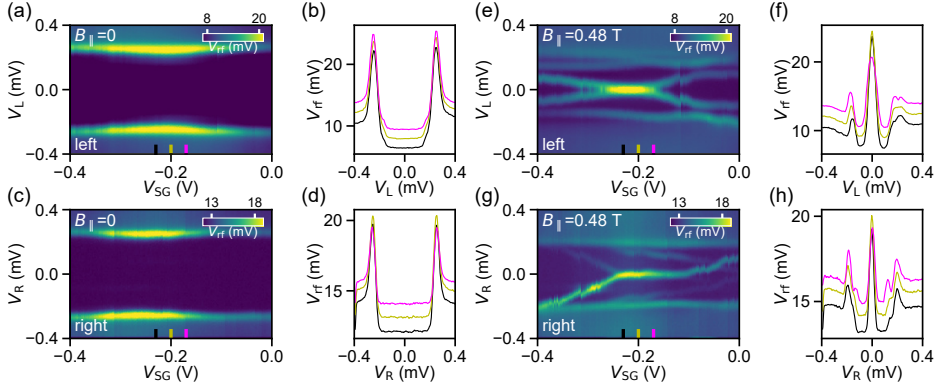 (a)
8 20
B∥=0
Vrf (mV)
left
0.4
0.0
−0.4
VL (mV)
−0.4 −0.2 0.0
VSG (V)
(b)
20
10
Vrf (mV)
−0.4 0.0 0.4
VL (mV)
(e)
8 20
B∥=0.48 T
Vrf (mV)
left
0.4
0.0
−0.4
VL (mV)
−0.4 −0.2 0.0
VSG (V)
(f)
20
10
Vrf (mV)
−0.4 0.0 0.4
VL (mV)
(c)
13 18
B∥=0
Vrf (mV)
right
0.4
0.0
−0.4
VR (mV)
−0.4 −0.2 0.0
VSG (V)
(d)
20
15
Vrf (mV)
−0.4 0.0 0.4
VR (mV)
(g)
13 18
B∥=0.48 T
Vrf (mV)
right
0.4
0.0
−0.4
VR (mV)
−0.4 −0.2 0.0
VSG (V)
(h)
20
15
Vrf (mV)
−0.4 0.0 0.4
VR (mV)